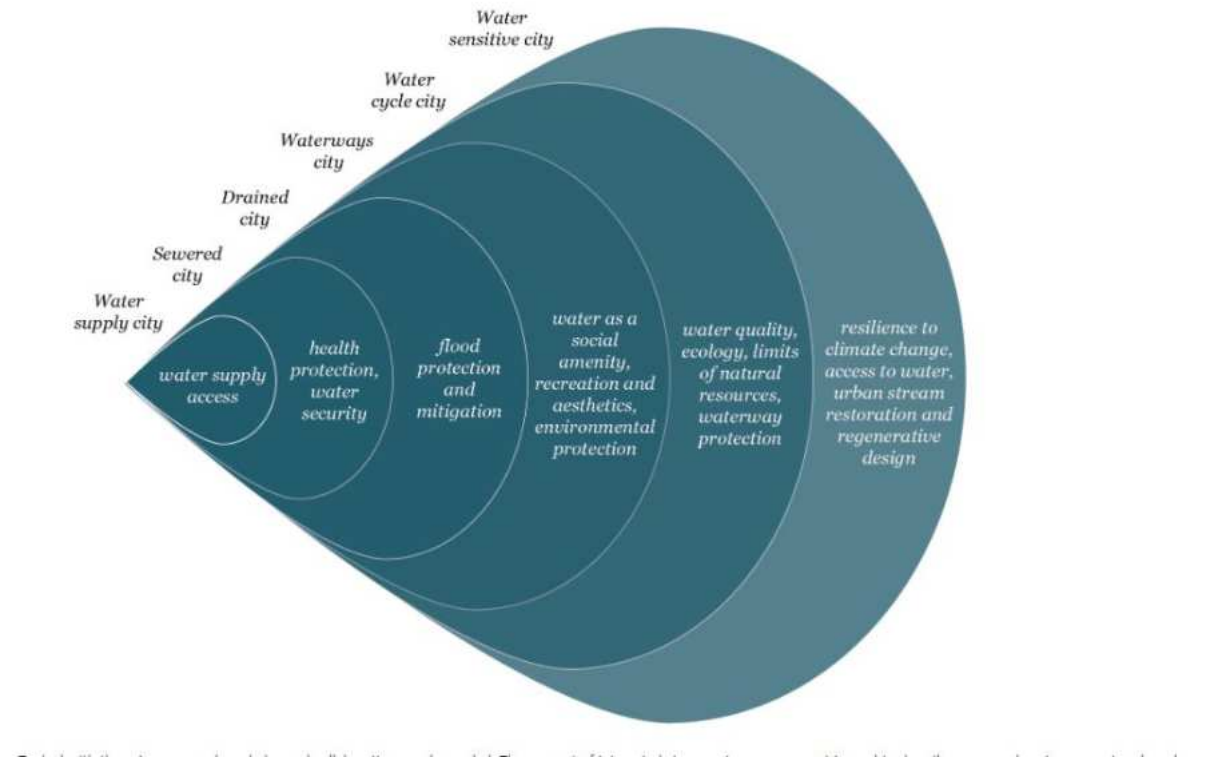 Water
sensitive city
Water
cycle city
Waterways
city
Drained
city
Sewered
city
Water
supply city
water supply
access
health
protection,
water
security
flood
protection
and
mitigation
water as a
social
amenity,
recreation and
aesthetics,
environmental
protection
water quality,
ecology, limits
of natural
resources,
waterway
protection
resilience to
climate change,
access to water,
urban stream
restoration and
regenerative
design